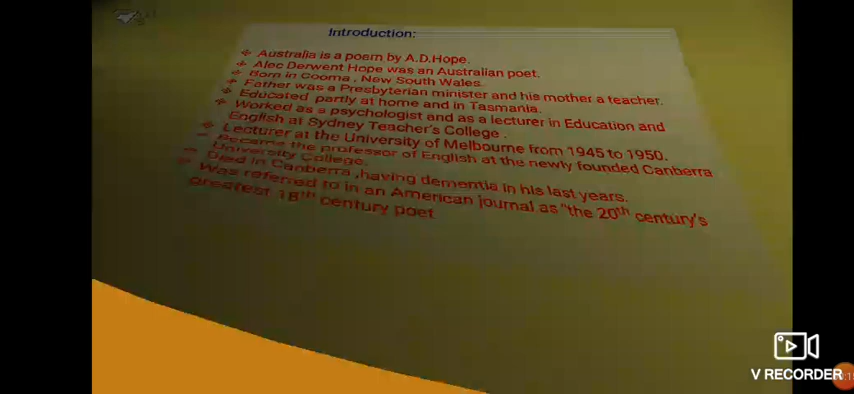 Introduction:
Australia is a poem by A.D.Hope.
Alec Derwent Hope was an Australian poet.
Born in Cooma , New South Wales.
Father was a Presbyterian minister and his mother a teacher.
Educated partly at home and in Tasmania.
Worked as a psychologist and as a lecturer in Education and
English at Sydney Teacher's College .
Lecturer at the University of Melbourne from 1945 to 1950.
Became the professor of English at the newly founded Canberra
University College.
Died in Canberra ,having dementia in his last years.
Was referred to in an American journal as "the 20th century's
greatest 18th century poet
V RECORDER